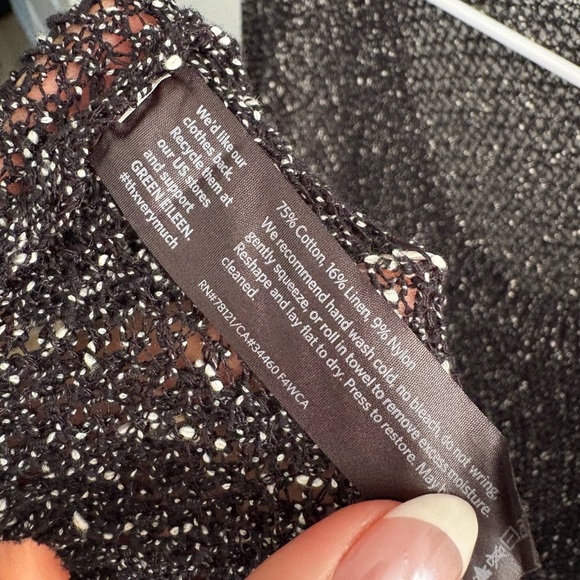 We'd like our
clothes back.
Recycle them at
our US stores
and support
GREEN EILEEN.
#thxverymuch
75% Cotton, 16% Linen, 9% Nylon
We recommend hand wash cold, no bleach, do not wring,
gently squeeze, or roll in towel to remove excess moisture.
Reshape and lay flat to dry. Press to restore. May
cleaned.
RN#78121/CA#34460 F4WCA